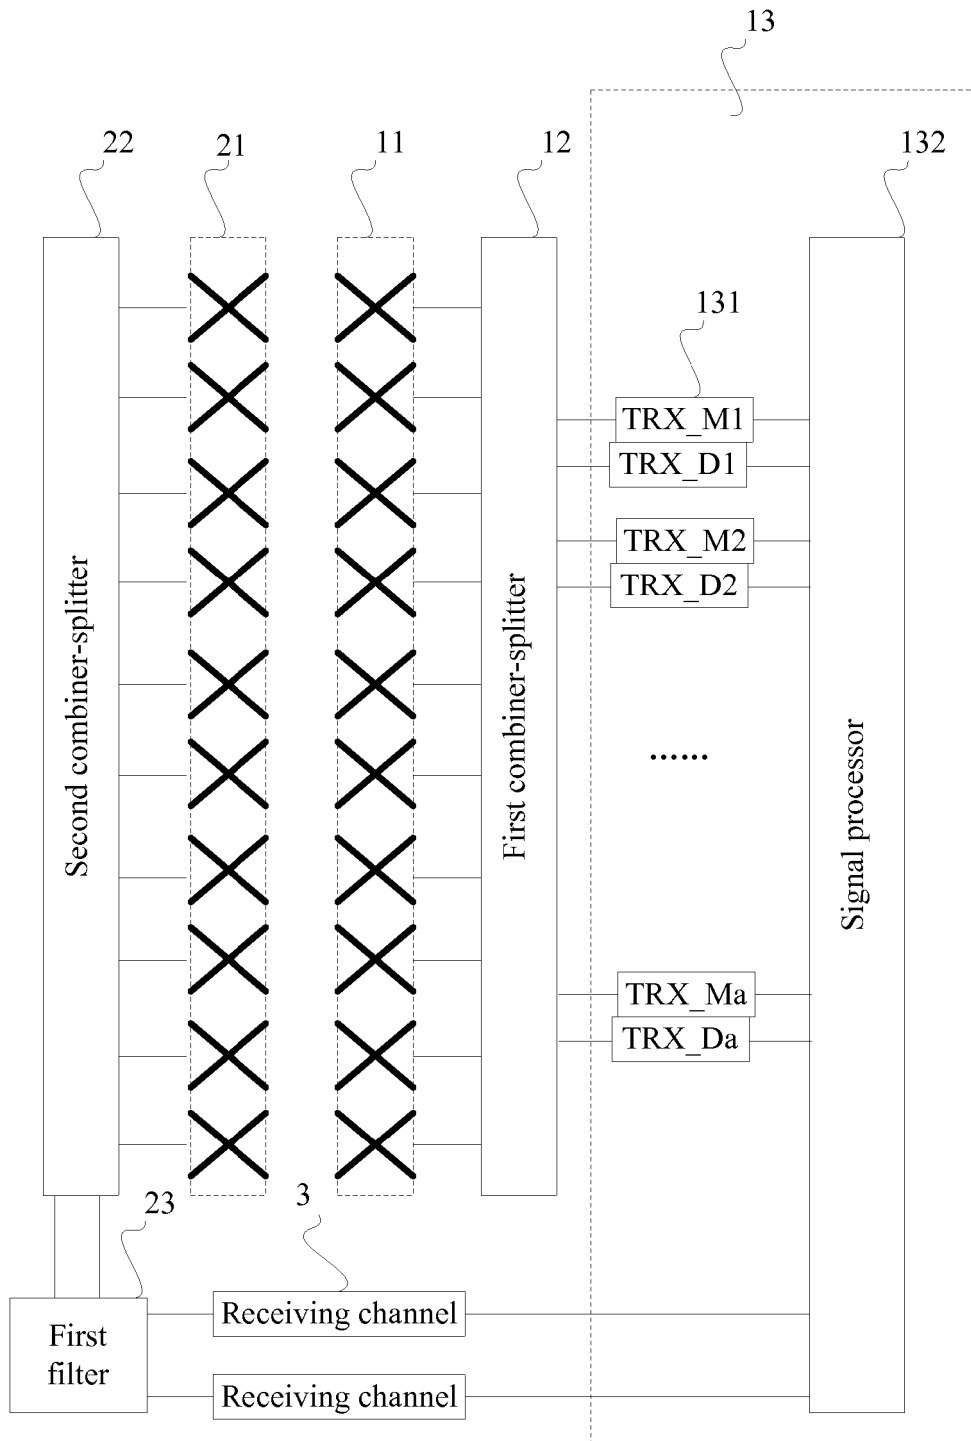 13
22
21
11
12
132
131
TRX_M1
TRX_D1
TRX_M2
TRX_D2
Second combiner-splitter
First combiner-splitter
......
Signal processor
TRX_Ma
TRX_Da
23
3
Receiving channel
First
filter
Receiving channel